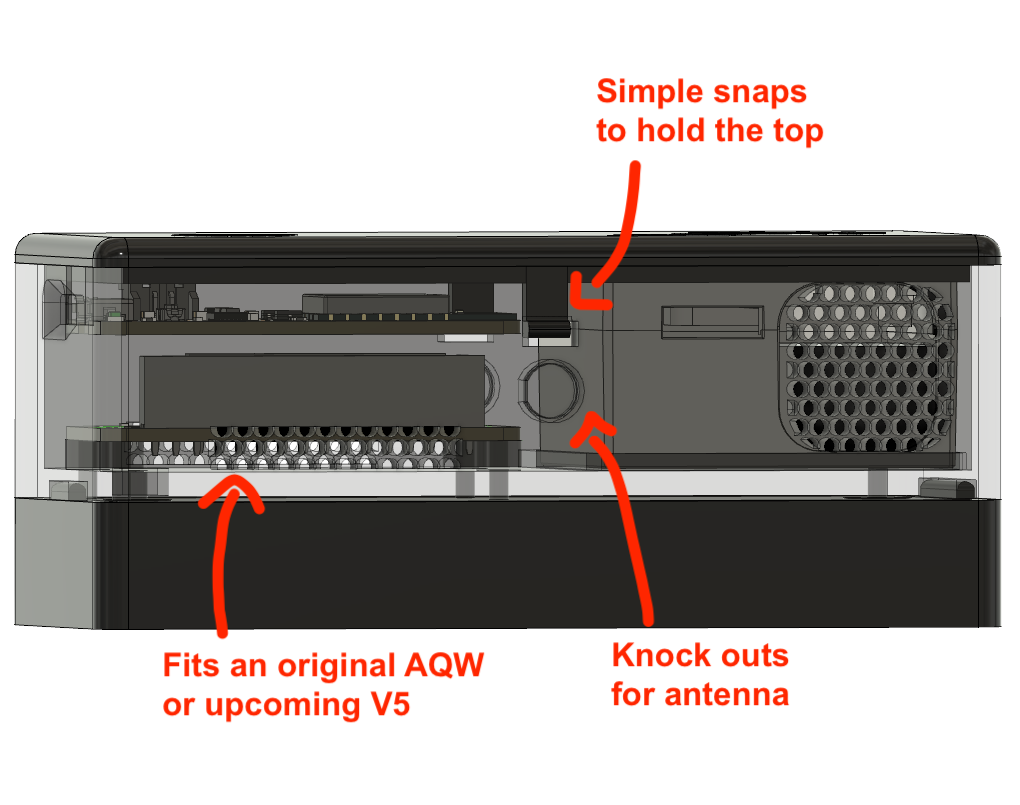 Simple snaps
to hold the top
Fits an original AQW
or upcoming V5
Knock outs
for antenna